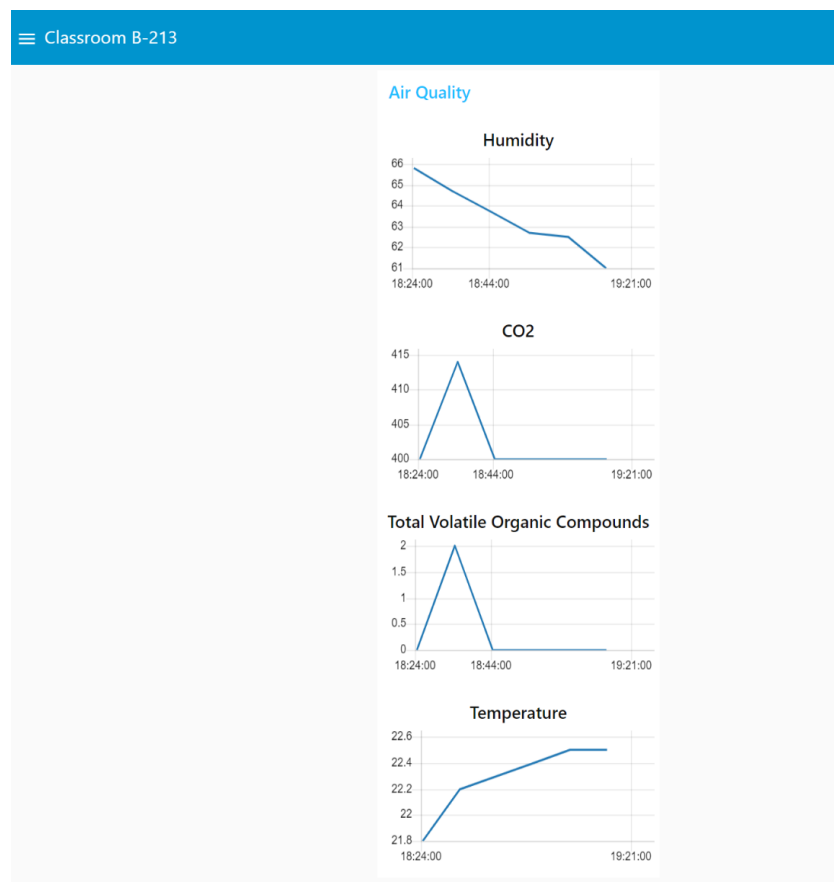 Classroom B-213
Air Quality
Humidity
66
65
64
63
62
61
18:24:00 18:44:00 19:21:00
CO2
415
410
405
400
18:24:00 18:44:00 19:21:00
Total Volatile Organic Compounds
2
1.5
1
0.5
0
18:24:00 18:44:00 19:21:00
Temperature
22.6
22.4
22.2
22
21.8
18:24:00 19:21:00